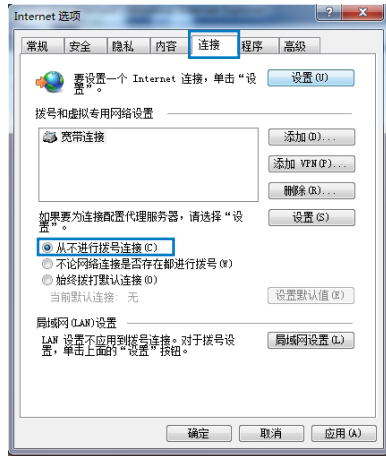 Internet 选项
常规 安全 隐私 内容 连接 程序 高级
要设置一个 Internet 连接，单击“设
置”。
设置(U)
拨号和虚拟专用网络设置
宽带连接
添加(D)...
添加 VPN(P)...
删除(R)...
如果要为连接配置代理服务器，请选择“设
置”。
设置(S)
从不进行拨号连接(C)
不论网络连接是否存在都进行拨号(W)
始终拨打默认连接(O)
当前默认连接: 无
设置默认值(E)
局域网(LAN)设置
LAN 设置不应用到拨号连接。对于拨号设
置，单击上面的“设置”按钮。
局域网设置(L)
确定 取消 应用(A)